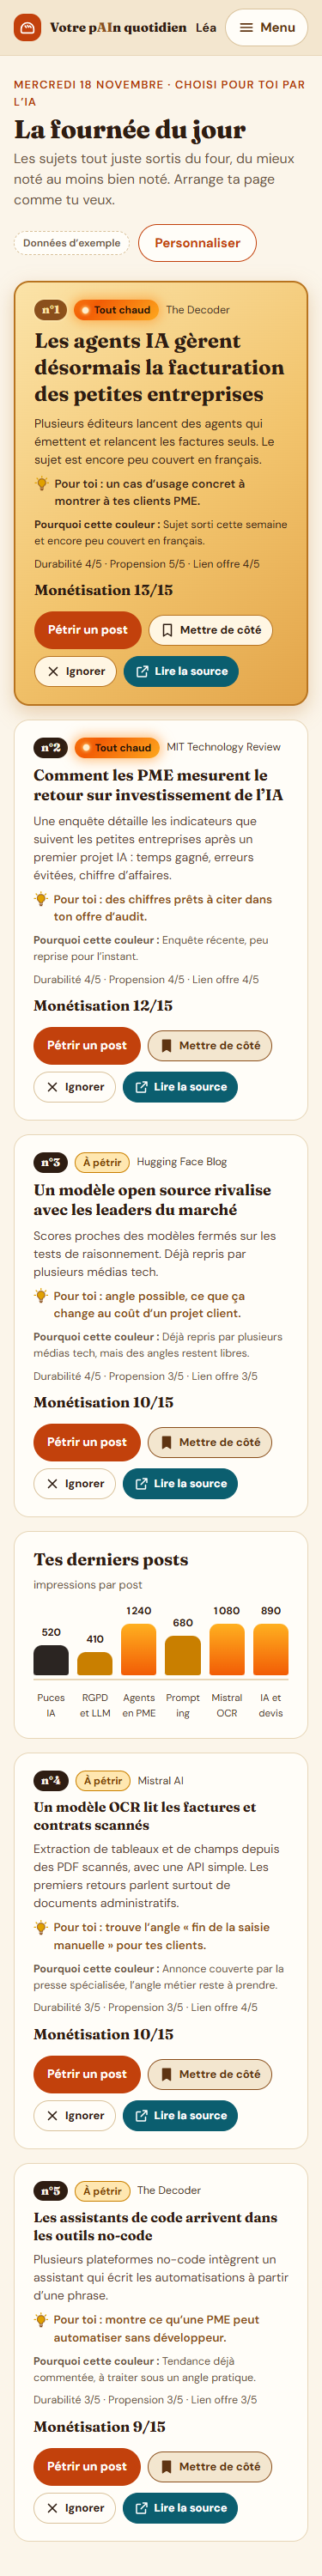 Votre pAIn quotidien Léa Menu
MERCREDI 18 NOVEMBRE · CHOISI POUR TOI PAR
L’IA
La fournée du jour
Les sujets tout juste sortis du four, du mieux
noté au moins bien noté. Arrange ta page
comme tu veux.
Données d’exemple Personnaliser
n°1 Tout chaud The Decoder
Les agents IA gèrent
désormais la facturation
des petites entreprises
Plusieurs éditeurs lancent des agents qui
émettent et relancent les factures seuls. Le
sujet est encore peu couvert en français.
Pour toi : un cas d’usage concret à
montrer à tes clients PME.
Pourquoi cette couleur : Sujet sorti cette semaine
et encore peu couvert en français.
Durabilité 4/5 · Propension 5/5 · Lien offre 4/5
Monétisation 13/15
Pétrir un post Mettre de côté
Ignorer Lire la source
n°2 Tout chaud MIT Technology Review
Comment les PME mesurent le
retour sur investissement de l’IA
Une enquête détaille les indicateurs que
suivent les petites entreprises après un
premier projet IA : temps gagné, erreurs
évitées, chiffre d’affaires.
Pour toi : des chiffres prêts à citer dans
ton offre d’audit.
Pourquoi cette couleur : Enquête récente, peu
reprise pour l’instant.
Durabilité 4/5 · Propension 4/5 · Lien offre 4/5
Monétisation 12/15
Pétrir un post Mettre de côté
Ignorer Lire la source
n°3 À pétrir Hugging Face Blog
Un modèle open source rivalise
avec les leaders du marché
Scores proches des modèles fermés sur les
tests de raisonnement. Déjà repris par
plusieurs médias tech.
Pour toi : angle possible, ce que ça
change au coût d’un projet client.
Pourquoi cette couleur : Déjà repris par plusieurs
médias tech, mais des angles restent libres.
Durabilité 4/5 · Propension 3/5 · Lien offre 3/5
Monétisation 10/15
Pétrir un post Mettre de côté
Ignorer Lire la source
Tes derniers posts
impressions par post
520 410 1 240 680 1 080 890
Puces RGPD Agents Prompt Mistral IA et
IA et LLM en PME ing OCR devis
n°4 À pétrir Mistral AI
Un modèle OCR lit les factures et
contrats scannés
Extraction de tableaux et de champs depuis
des PDF scannés, avec une API simple. Les
premiers retours parlent surtout de
documents administratifs.
Pour toi : trouve l’angle « fin de la saisie
manuelle » pour tes clients.
Pourquoi cette couleur : Annonce couverte par la
presse spécialisée, l’angle métier reste à prendre.
Durabilité 3/5 · Propension 3/5 · Lien offre 4/5
Monétisation 10/15
Pétrir un post Mettre de côté
Ignorer Lire la source
n°5 À pétrir The Decoder
Les assistants de code arrivent dans
les outils no-code
Plusieurs plateformes no-code intègrent un
assistant qui écrit les automatisations à partir
d’une phrase.
Pour toi : montre ce qu’une PME peut
automatiser sans développeur.
Pourquoi cette couleur : Tendance déjà
commentée, à traiter sous un angle pratique.
Durabilité 3/5 · Propension 3/5 · Lien offre 3/5
Monétisation 9/15
Pétrir un post Mettre de côté
Ignorer Lire la source